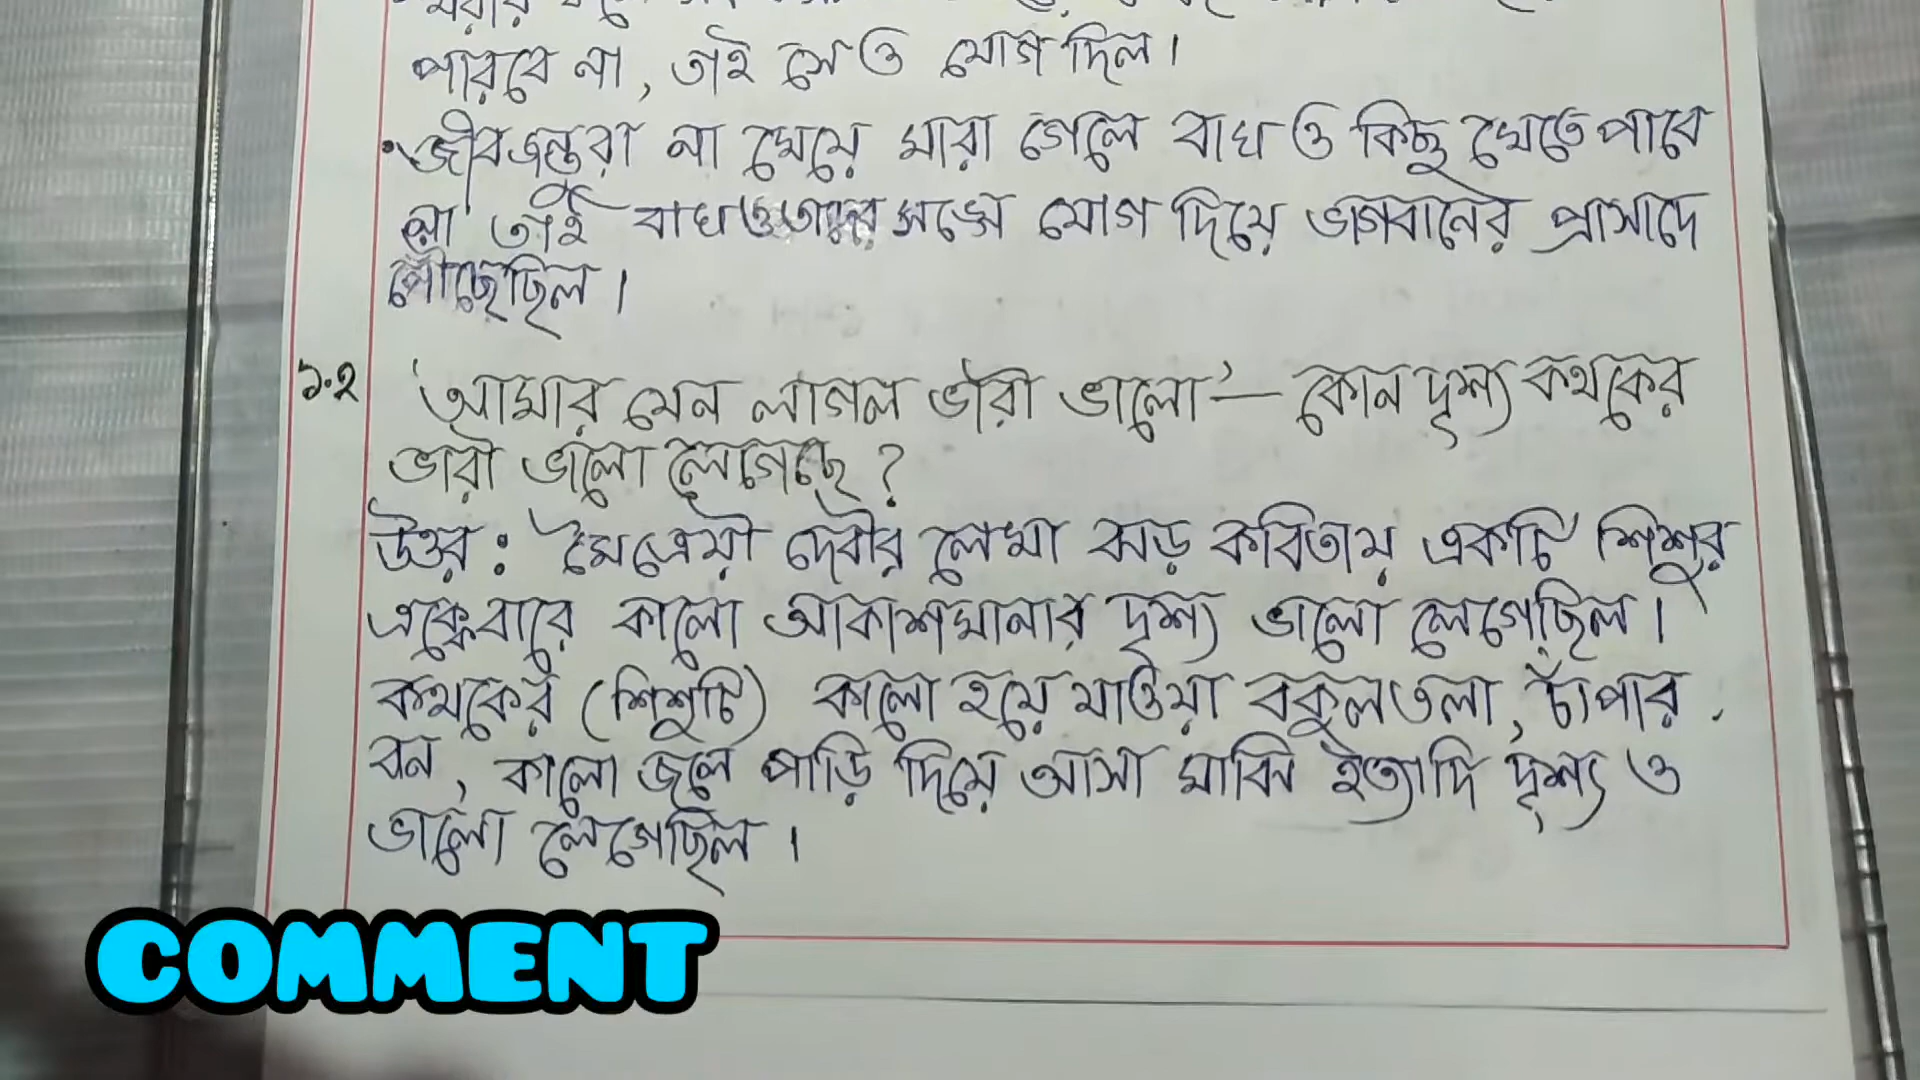 পারবে না, তাই সে ও যোগ দিল।
• জীবজন্তুরা না খেয়ে মারা গেলে বাঘ ও কিছু খেতে পাবে
না তাই বাঘও তাদের সঙ্গে যোগ দিয়ে ভগবানের প্রাসাদে
পৌঁছেছিল।
১.২ 'আমার যেন লাগল ভারী ভালো' — কোন দৃশ্য কথকের
ভারী ভালো লেগেছে ?
উত্তর : মৈত্রেয়ী দেবীর লেখা ঝড় কবিতায় একটি শিশুর
এক্কেবারে কালো আকাশখানার দৃশ্য ভালো লেগেছিল।
কথকের (শিশুটি) কালো হয়ে যাওয়া বকুলতলা, চাঁপার
বন, কালো জলে পাড়ি দিয়ে আসা মাঝি ইত্যাদি দৃশ্য ও
ভালো লেগেছিল।
COMMENT